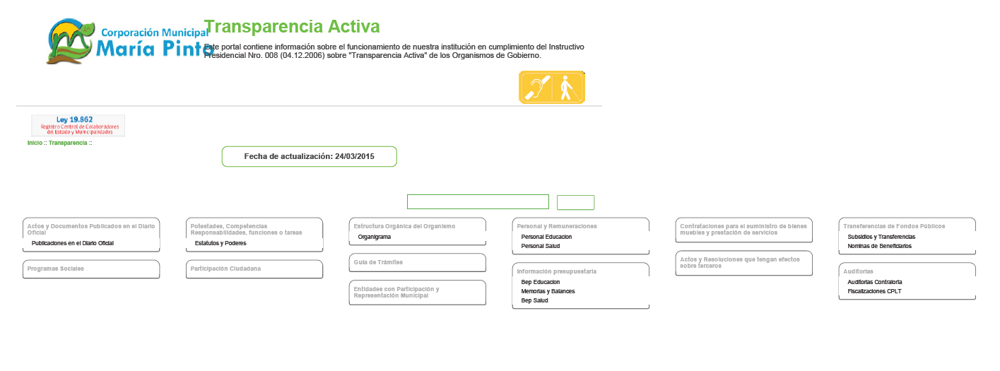 Corporación Municipal
María Pinto
Transparencia Activa
Este portal contiene información sobre el funcionamiento de nuestra institución en cumplimiento del Instructivo
Presidencial Nro. 008 (04.12.2006) sobre "Transparencia Activa" de los Organismos de Gobierno.
Ley 19.862
Registro Central de Colaboradores
del Estado y Municipalidades
Inicio :: Transparencia ::
Fecha de actualización: 24/03/2015
Actos y Documentos Publicados en el Diario
Oficial
Publicaciones en el Diario Oficial
Programas Sociales
Potestades, Competencias
Responsabilidades, funciones o tareas
Estatutos y Poderes
Participación Ciudadana
Estructura Orgánica del Organismo
Organigrama
Guía de Trámites
Entidades con Participación y
Representación Municipal
Personal y Remuneraciones
Personal Educacion
Personal Salud
Información presupuestaria
Bep Educacion
Memorias y Balances
Bep Salud
Contrataciones para el suministro de bienes
muebles y prestación de servicios
Actos y Resoluciones que tengan efectos
sobre terceros
Transferencias de Fondos Públicos
Subsidios y Transferencias
Nominas de Beneficiarios
Auditorías
Auditorias Contraloria
Fiscalizaciones CPLT